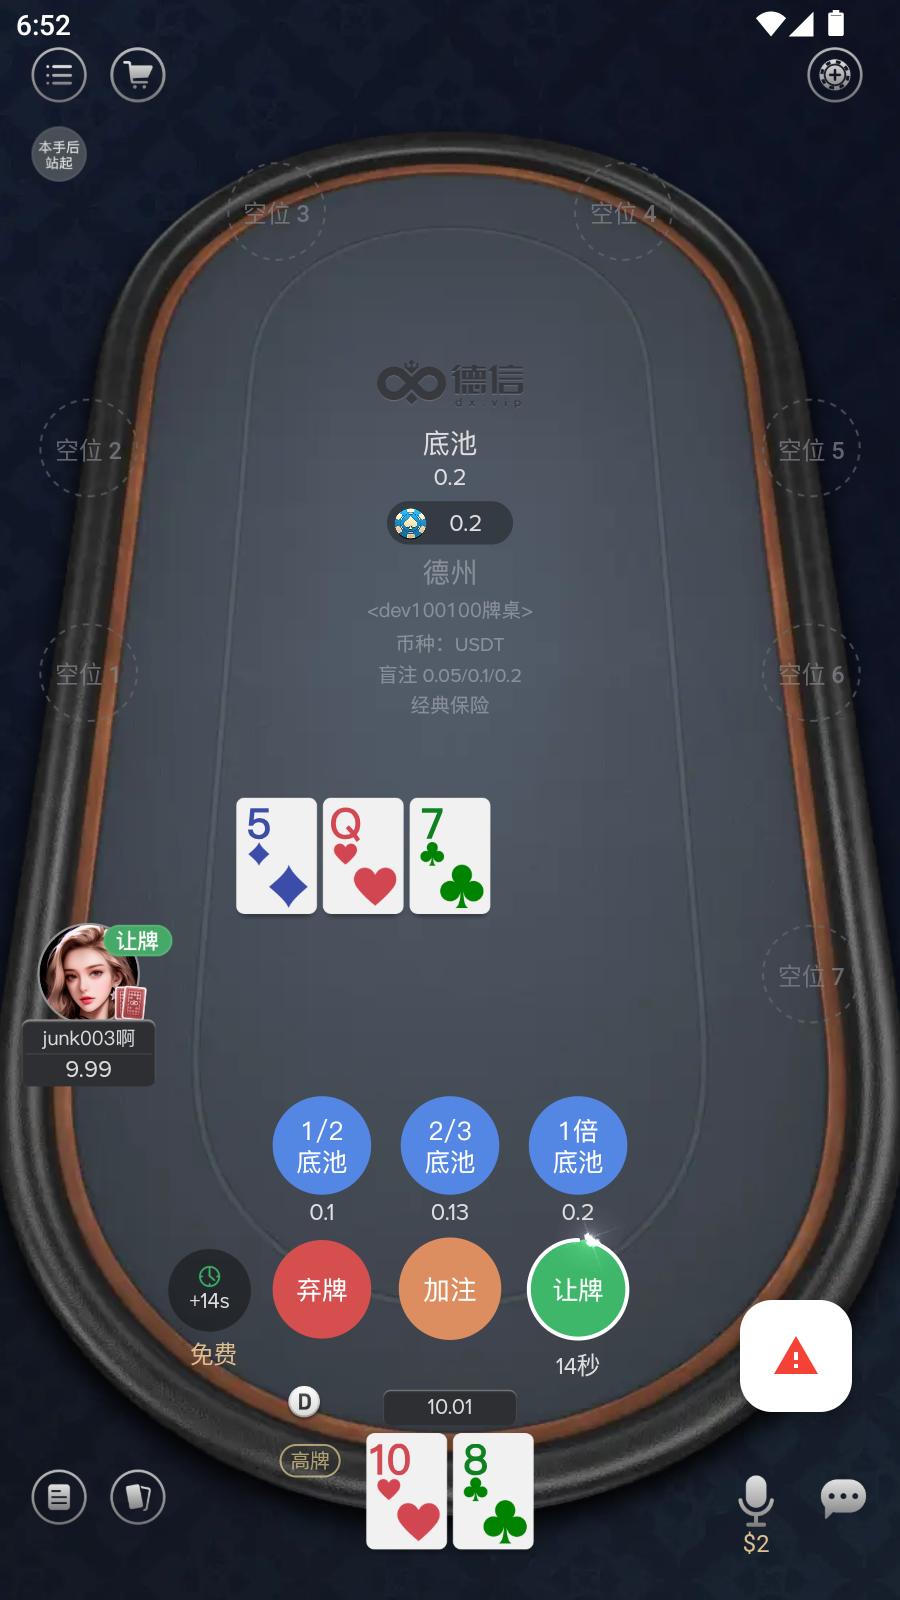 6:52
本手后
站起
空位 3
空位 4
德信
dx.vip
底池
0.2
空位 2
空位 5
0.2
德州
<dev100100牌桌>
币种：USDT
空位 1
空位 6
盲注 0.05/0.1/0.2
经典保险
5
Q
7
让牌
空位 7
junk003啊
9.99
1/2
底池
2/3
底池
1倍
底池
0.1
0.13
0.2
+14s
弃牌
加注
让牌
免费
14秒
D
10.01
高牌
10
8
$2